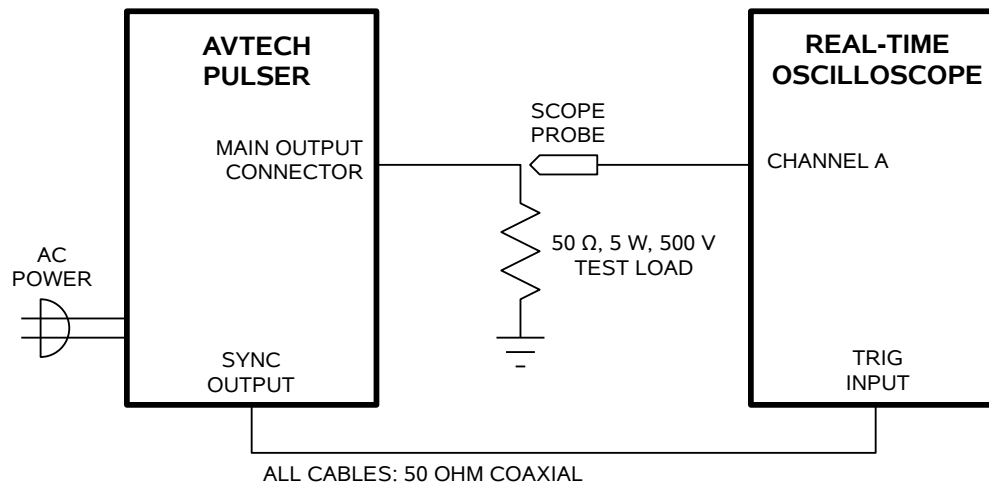 AVTECH
PULSER
REAL-TIME
OSCILLOSCOPE
SCOPE
PROBE
MAIN OUTPUT
CONNECTOR
CHANNEL A
50 Ω, 5 W, 500 V
TEST LOAD
AC
POWER
SYNC
OUTPUT
TRIG
INPUT
ALL CABLES: 50 OHM COAXIAL